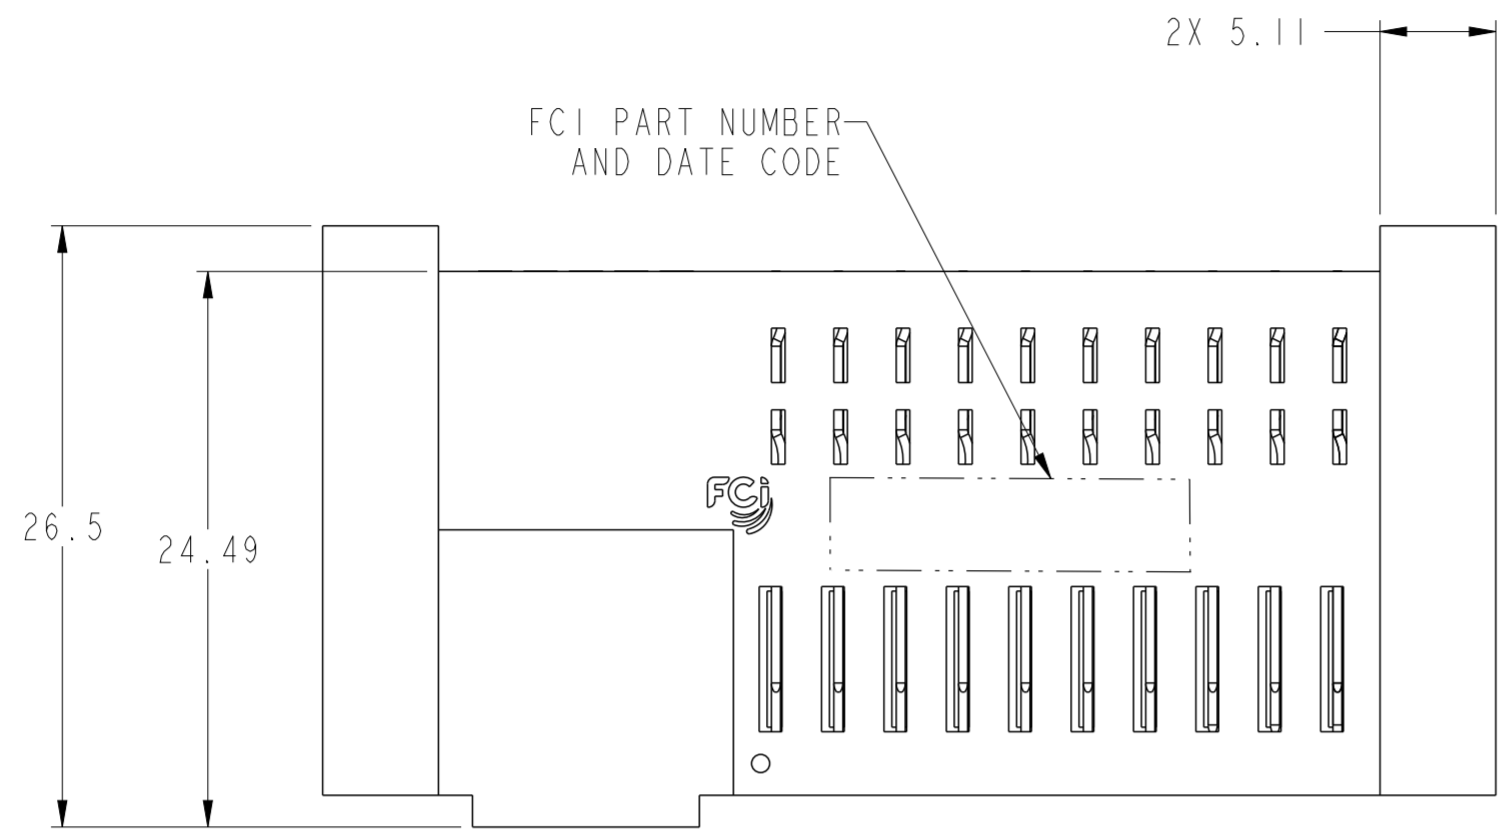 2X 5.11
FCI PART NUMBER
AND DATE CODE
26.5
24.49
FCi